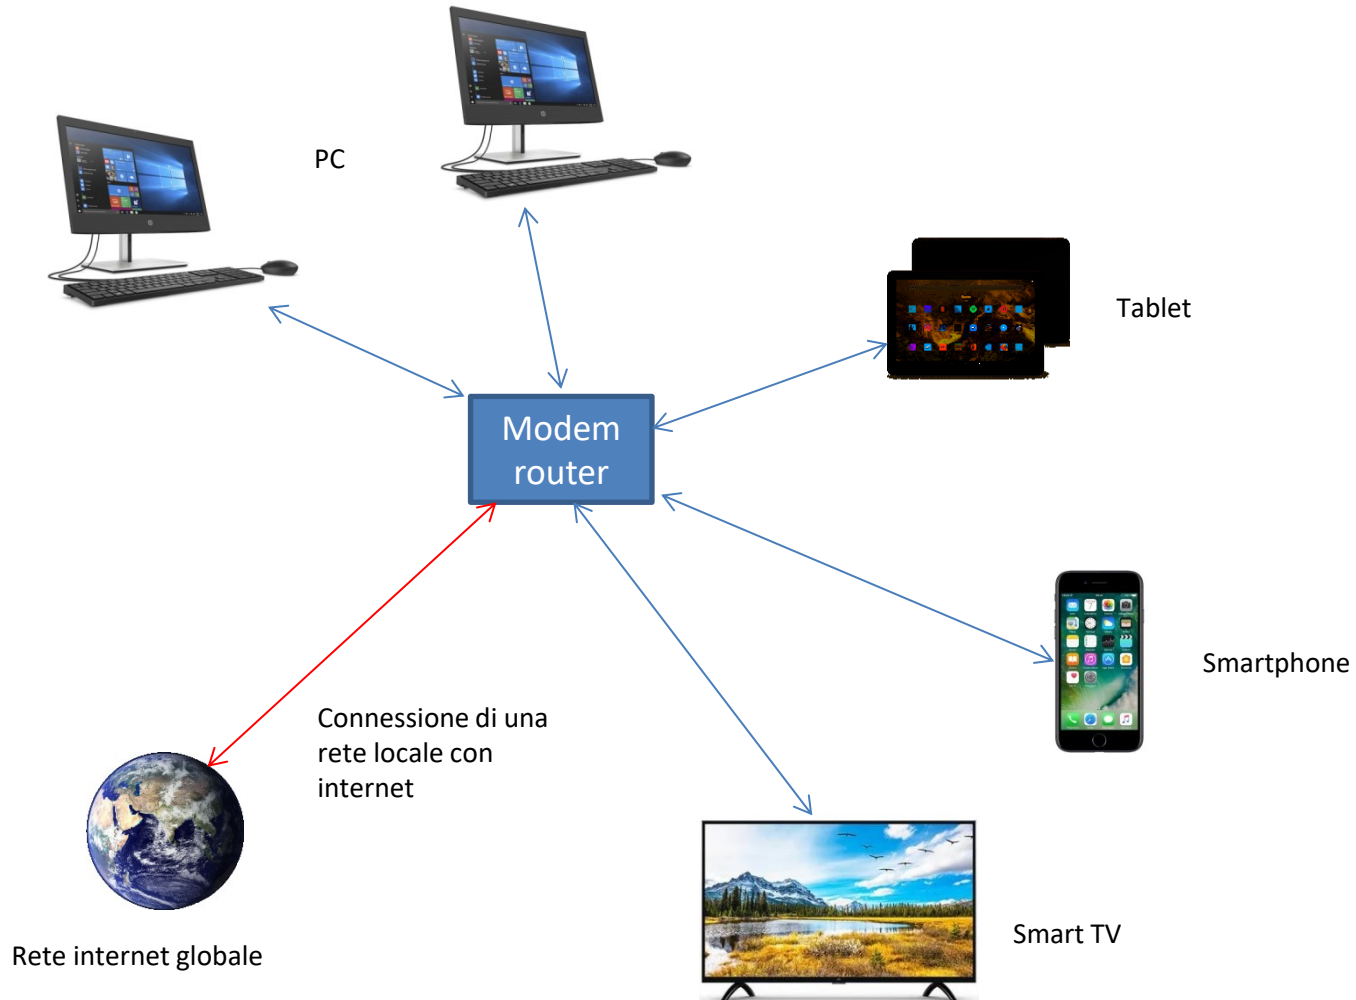 PC
Tablet
Modem
router
Smartphone
Connessione di una
rete locale con
internet
Smart TV
Rete internet globale